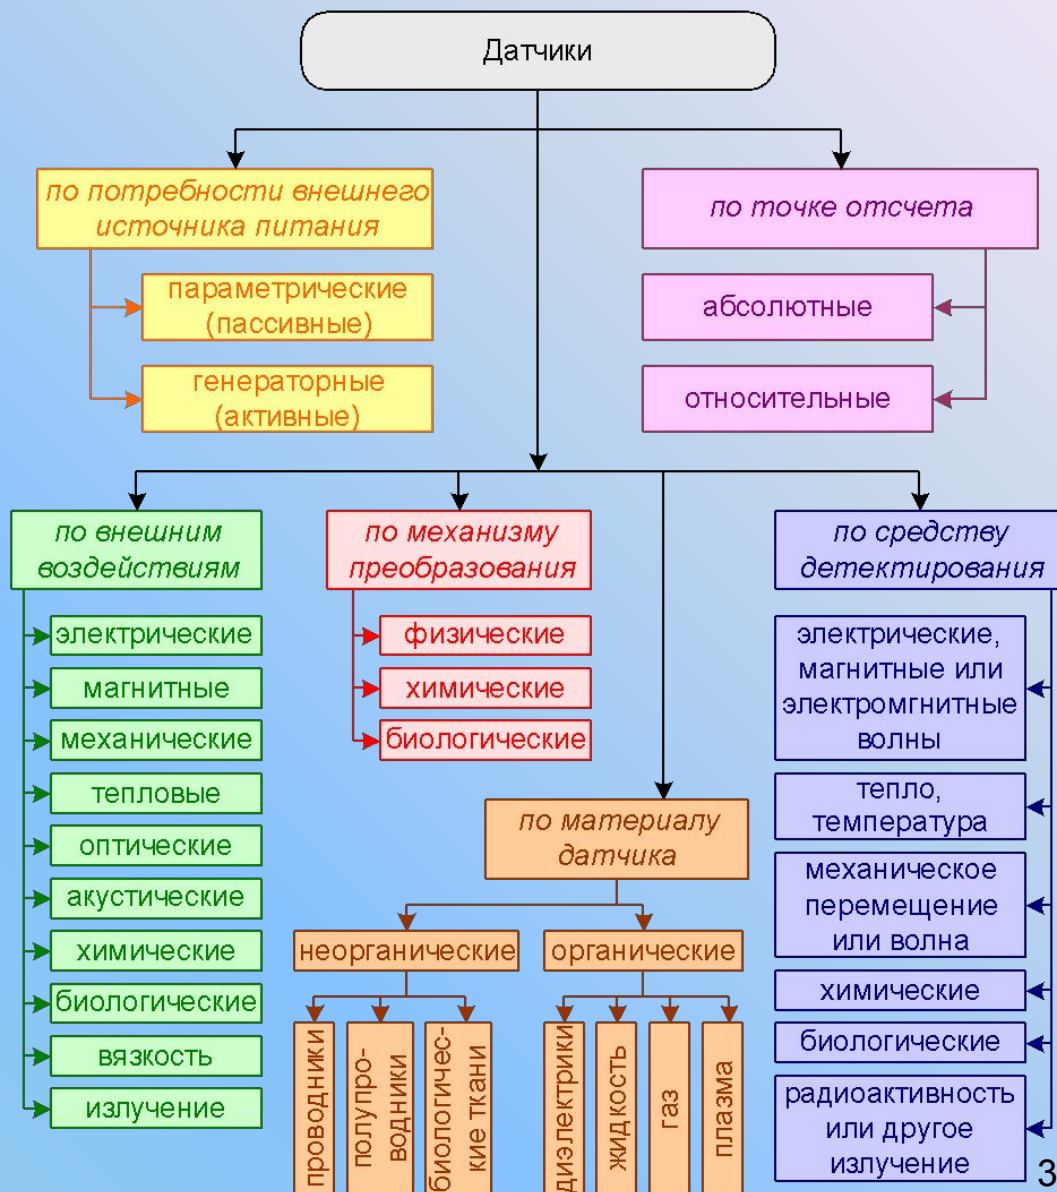 Датчики
по потребности внешнего
источника питания
параметрические
(пассивные)
генераторные
(активные)
по точке отсчета
абсолютные
относительные
по внешним
воздействиям
электрические
магнитные
механические
тепловые
оптические
акустические
химические
биологические
вязкость
излучение
по механизму
преобразования
физические
химические
биологические
по материалу
датчика
неорганические
проводники
полупро-
водники
биологичес-
кие ткани
органические
диэлектрики
жидкость
газ
плазма
по средству
детектирования
электрические,
магнитные или
электромгнитные
волны
тепло,
температура
механическое
перемещение
или волна
химические
биологические
радиоактивность
или другое
излучение
3